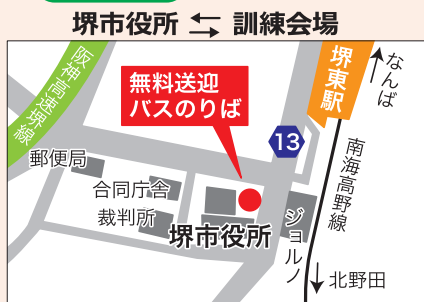 堺市役所 ⇆ 訓練会場
阪神高速堺線
無料送迎
バスのりば
堺東駅
なんば
13
郵便局
合同庁舎
裁判所
南海高野線
堺市役所
ジョルノ
北野田